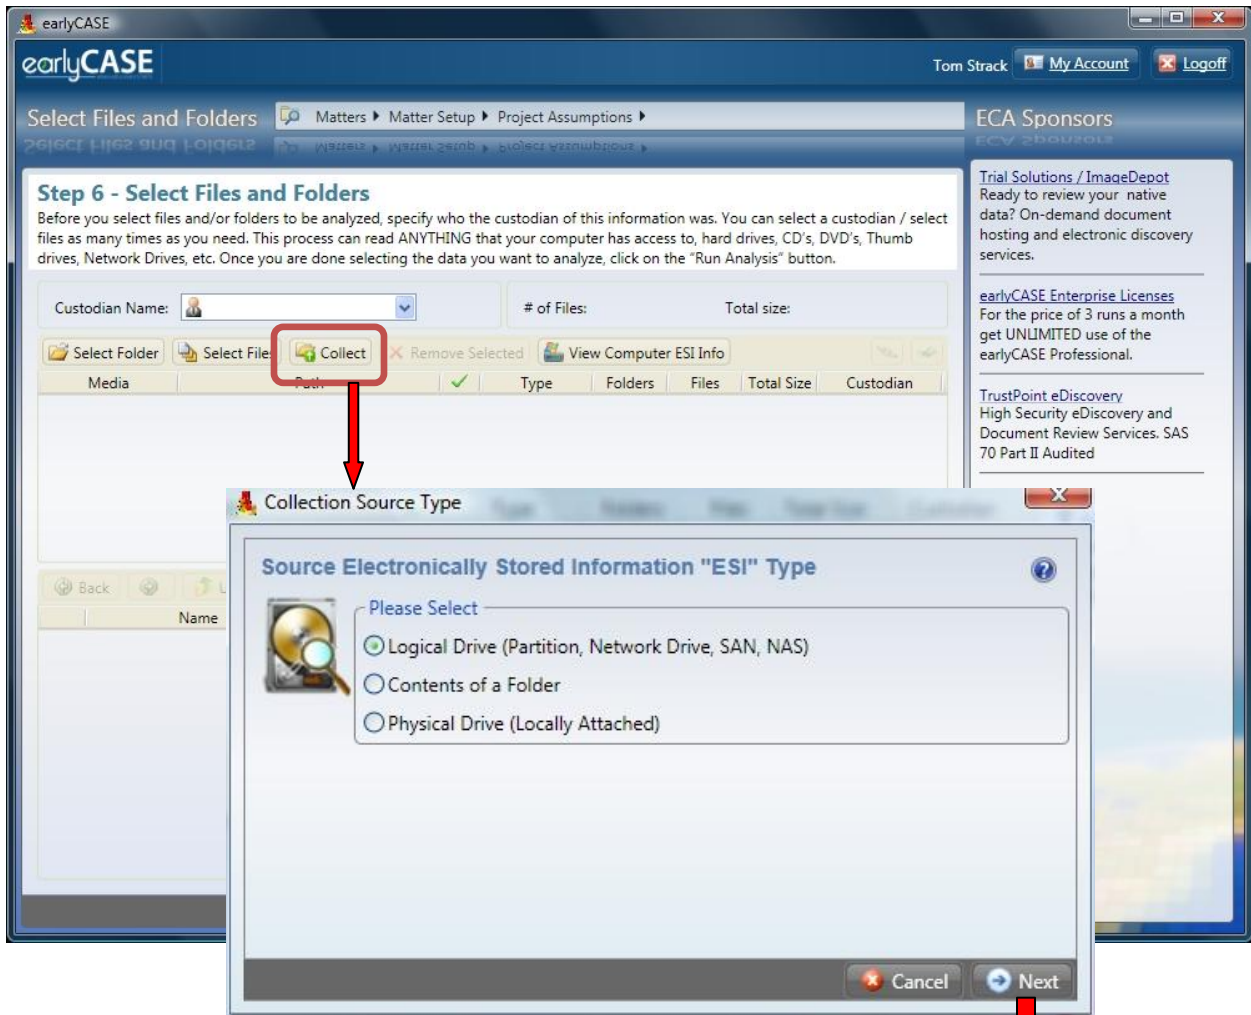 earlyCASE
earlyCASE
Tom Strack My Account Logoff
Select Files and Folders Matters Matter Setup Project Assumptions ECA Sponsors
Step 6 - Select Files and Folders
Before you select files and/or folders to be analyzed, specify who the custodian of this information was. You can select a custodian / select
files as many times as you need. This process can read ANYTHING that your computer has access to, hard drives, CD's, DVD's, Thumb
drives, Network Drives, etc. Once you are done selecting the data you want to analyze, click on the "Run Analysis" button.
Trial Solutions / ImageDepot
Ready to review your native
data? On-demand document
hosting and electronic discovery
services.
earlyCASE Enterprise Licenses
For the price of 3 runs a month
get UNLIMITED use of the
earlyCASE Professional.
TrustPoint eDiscovery
High Security eDiscovery and
Document Review Services. SAS
70 Part II Audited
Custodian Name: # of Files: Total size:
Select Folder Select Files Collect Remove Selected View Computer ESI Info
Media Path Type Folders Files Total Size Custodian
Back
Name
Collection Source Type
Source Electronically Stored Information "ESI" Type
Please Select
Logical Drive (Partition, Network Drive, SAN, NAS)
Contents of a Folder
Physical Drive (Locally Attached)
Cancel Next